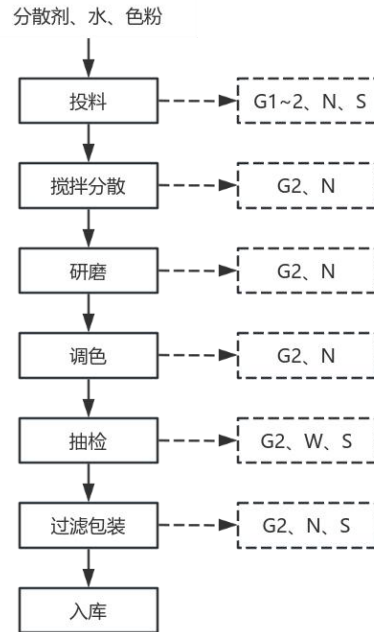 分散剂、水、色粉
投料
G1~2、N、S
搅拌分散
G2、N
研磨
G2、N
调色
G2、N
抽检
G2、W、S
过滤包装
G2、N、S
入库